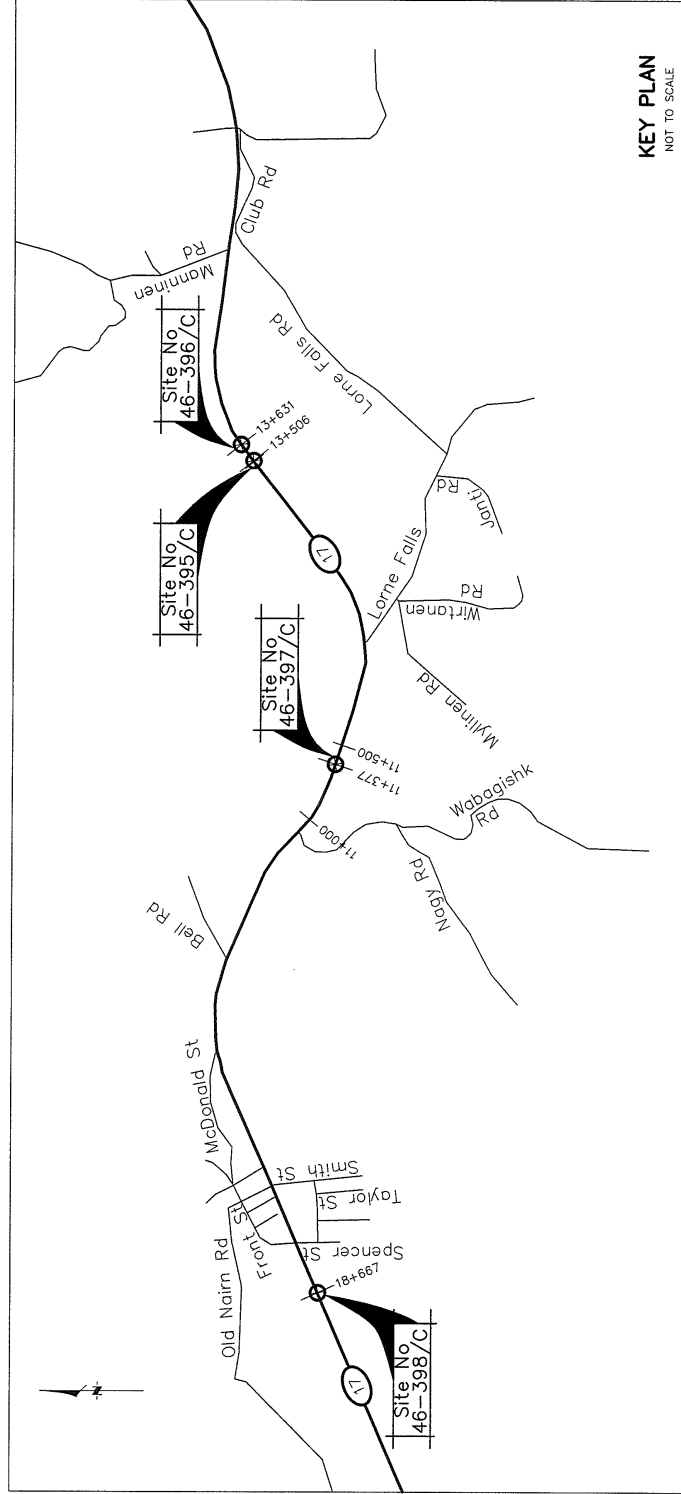 KEY PLAN
NOT TO SCALE
Club Rd
Manninen
Rd
Site No
46-396/C
13+631
13+506
Site No
46-395/C
Lorne Falls Rd
17
Janti
Rd
Lorne Falls
Wirtanen
Rd
Myllinen Rd
Site No
46-397/C
11+500
11+377
11+000
Wabagishk
Rd
Nagy Rd
Bell Rd
McDonald St
Smith St
Taylor
St
Front St
Spencer St
Old Nairn Rd
18+667
Site No
46-398/C
17
N